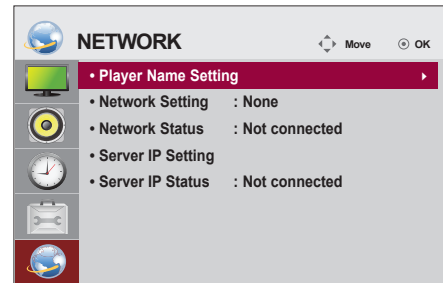 NETWORK
Move
OK
• Player Name Setting
• Network Setting : None
• Network Status : Not connected
• Server IP Setting
• Server IP Status : Not connected